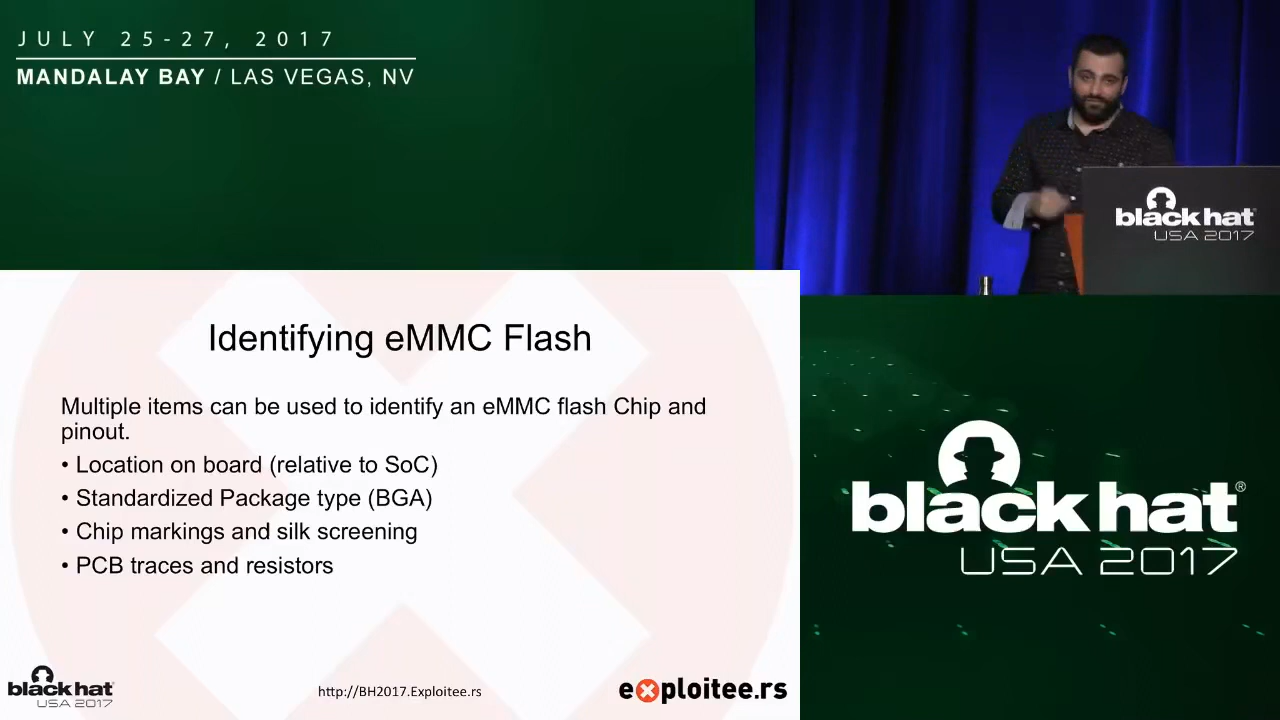 JULY 25-27, 2017
MANDALAY BAY / LAS VEGAS, NV
black hat
USA 2017
Identifying eMMC Flash
Multiple items can be used to identify an eMMC flash Chip and
pinout.
• Location on board (relative to SoC)
• Standardized Package type (BGA)
• Chip markings and silk screening
• PCB traces and resistors
black hat®
USA 2017
black hat
USA 2017
http://BH2017.Exploitee.rs
exploitee.rs